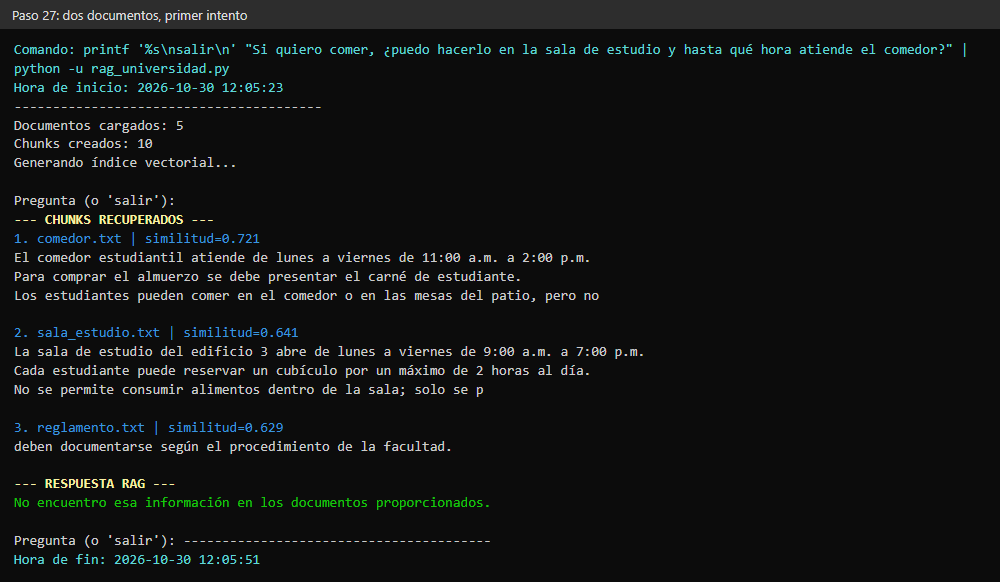 Paso 27: dos documentos, primer intento
Comando: printf '%s\nsalir\n' "Si quiero comer, ¿puedo hacerlo en la sala de estudio y hasta qué hora atiende el comedor?" |
python -u rag_universidad.py
Hora de inicio: 2026-10-30 12:05:23
----------------------------------------
Documentos cargados: 5
Chunks creados: 10
Generando índice vectorial...
Pregunta (o 'salir'):
--- CHUNKS RECUPERADOS ---
1. comedor.txt | similitud=0.721
El comedor estudiantil atiende de lunes a viernes de 11:00 a.m. a 2:00 p.m.
Para comprar el almuerzo se debe presentar el carné de estudiante.
Los estudiantes pueden comer en el comedor o en las mesas del patio, pero no
2. sala_estudio.txt | similitud=0.641
La sala de estudio del edificio 3 abre de lunes a viernes de 9:00 a.m. a 7:00 p.m.
Cada estudiante puede reservar un cubículo por un máximo de 2 horas al día.
No se permite consumir alimentos dentro de la sala; solo se p
3. reglamento.txt | similitud=0.629
deben documentarse según el procedimiento de la facultad.
--- RESPUESTA RAG ---
No encuentro esa información en los documentos proporcionados.
Pregunta (o 'salir'): ----------------------------------------
Hora de fin: 2026-10-30 12:05:51